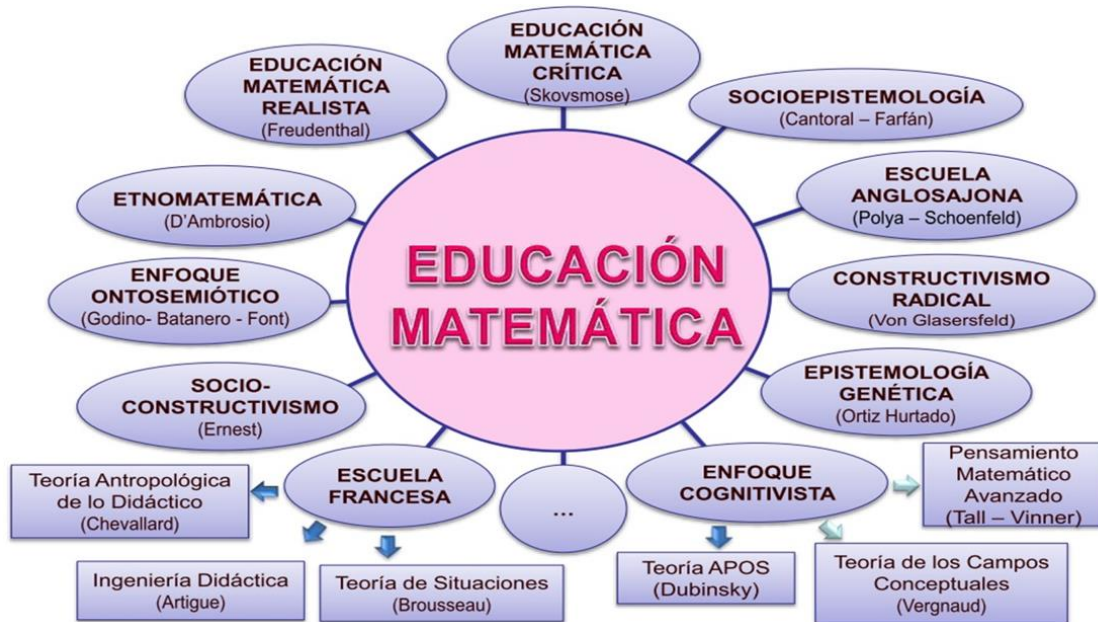 EDUCACIÓN
MATEMÁTICA
CRÍTICA
(Skovsmose)
EDUCACIÓN
MATEMÁTICA
REALISTA
(Freudenthal)
SOCIOEPISTEMOLOGÍA
(Cantoral – Farfán)
ETNOMATEMÁTICA
(D'Ambrosio)
ESCUELA
ANGLOSAJONA
(Polya – Schoenfeld)
EDUCACIÓN
MATEMÁTICA
ENFOQUE
ONTOSEMIÓTICO
(Godino- Batanero - Font)
CONSTRUCTIVISMO
RADICAL
(Von Glasersfeld)
SOCIO-
CONSTRUCTIVISMO
(Ernest)
EPISTEMOLOGÍA
GENÉTICA
(Ortiz Hurtado)
Teoría Antropológica
de lo Didáctico
(Chevallard)
ESCUELA
FRANCESA
...
ENFOQUE
COGNITIVISTA
Pensamiento
Matemático
Avanzado
(Tall – Vinner)
Ingeniería Didáctica
(Artigue)
Teoría de Situaciones
(Brousseau)
Teoría APOS
(Dubinsky)
Teoría de los Campos
Conceptuales
(Vergnaud)